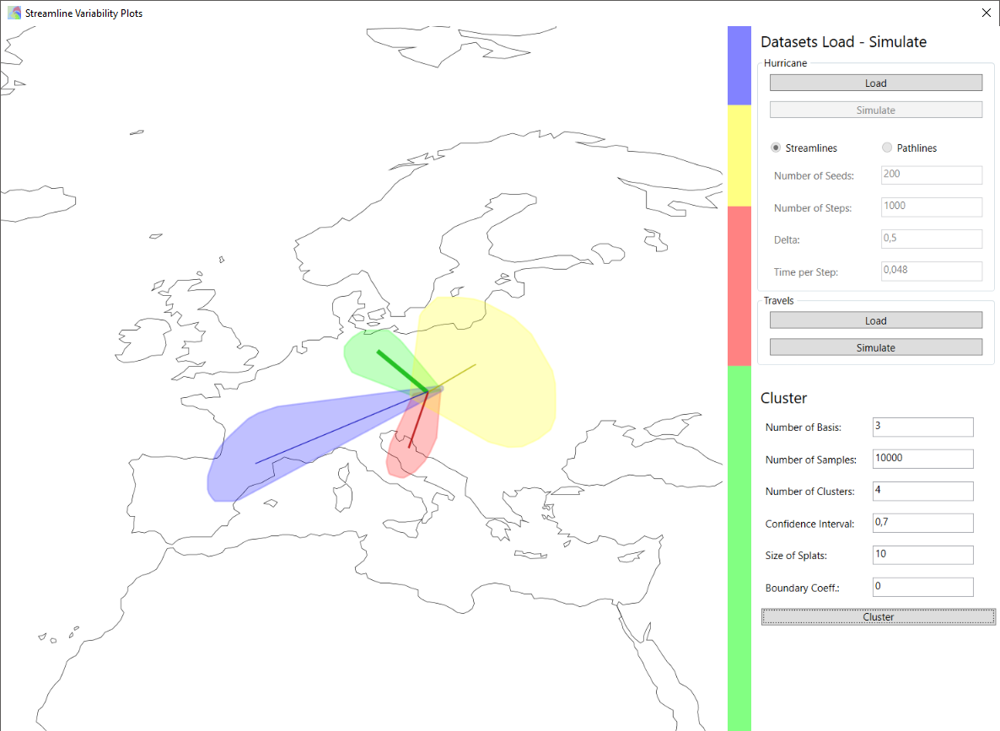 Streamline Variability Plots
Datasets Load - Simulate
Hurricane
Load
Simulate
Streamlines Pathlines
Number of Seeds: 200
Number of Steps: 1000
Delta: 0,5
Time per Step: 0,048
Travels
Load
Simulate
Cluster
Number of Basis: 3
Number of Samples: 10000
Number of Clusters: 4
Confidence Interval: 0,7
Size of Splats: 10
Boundary Coeff.: 0
Cluster